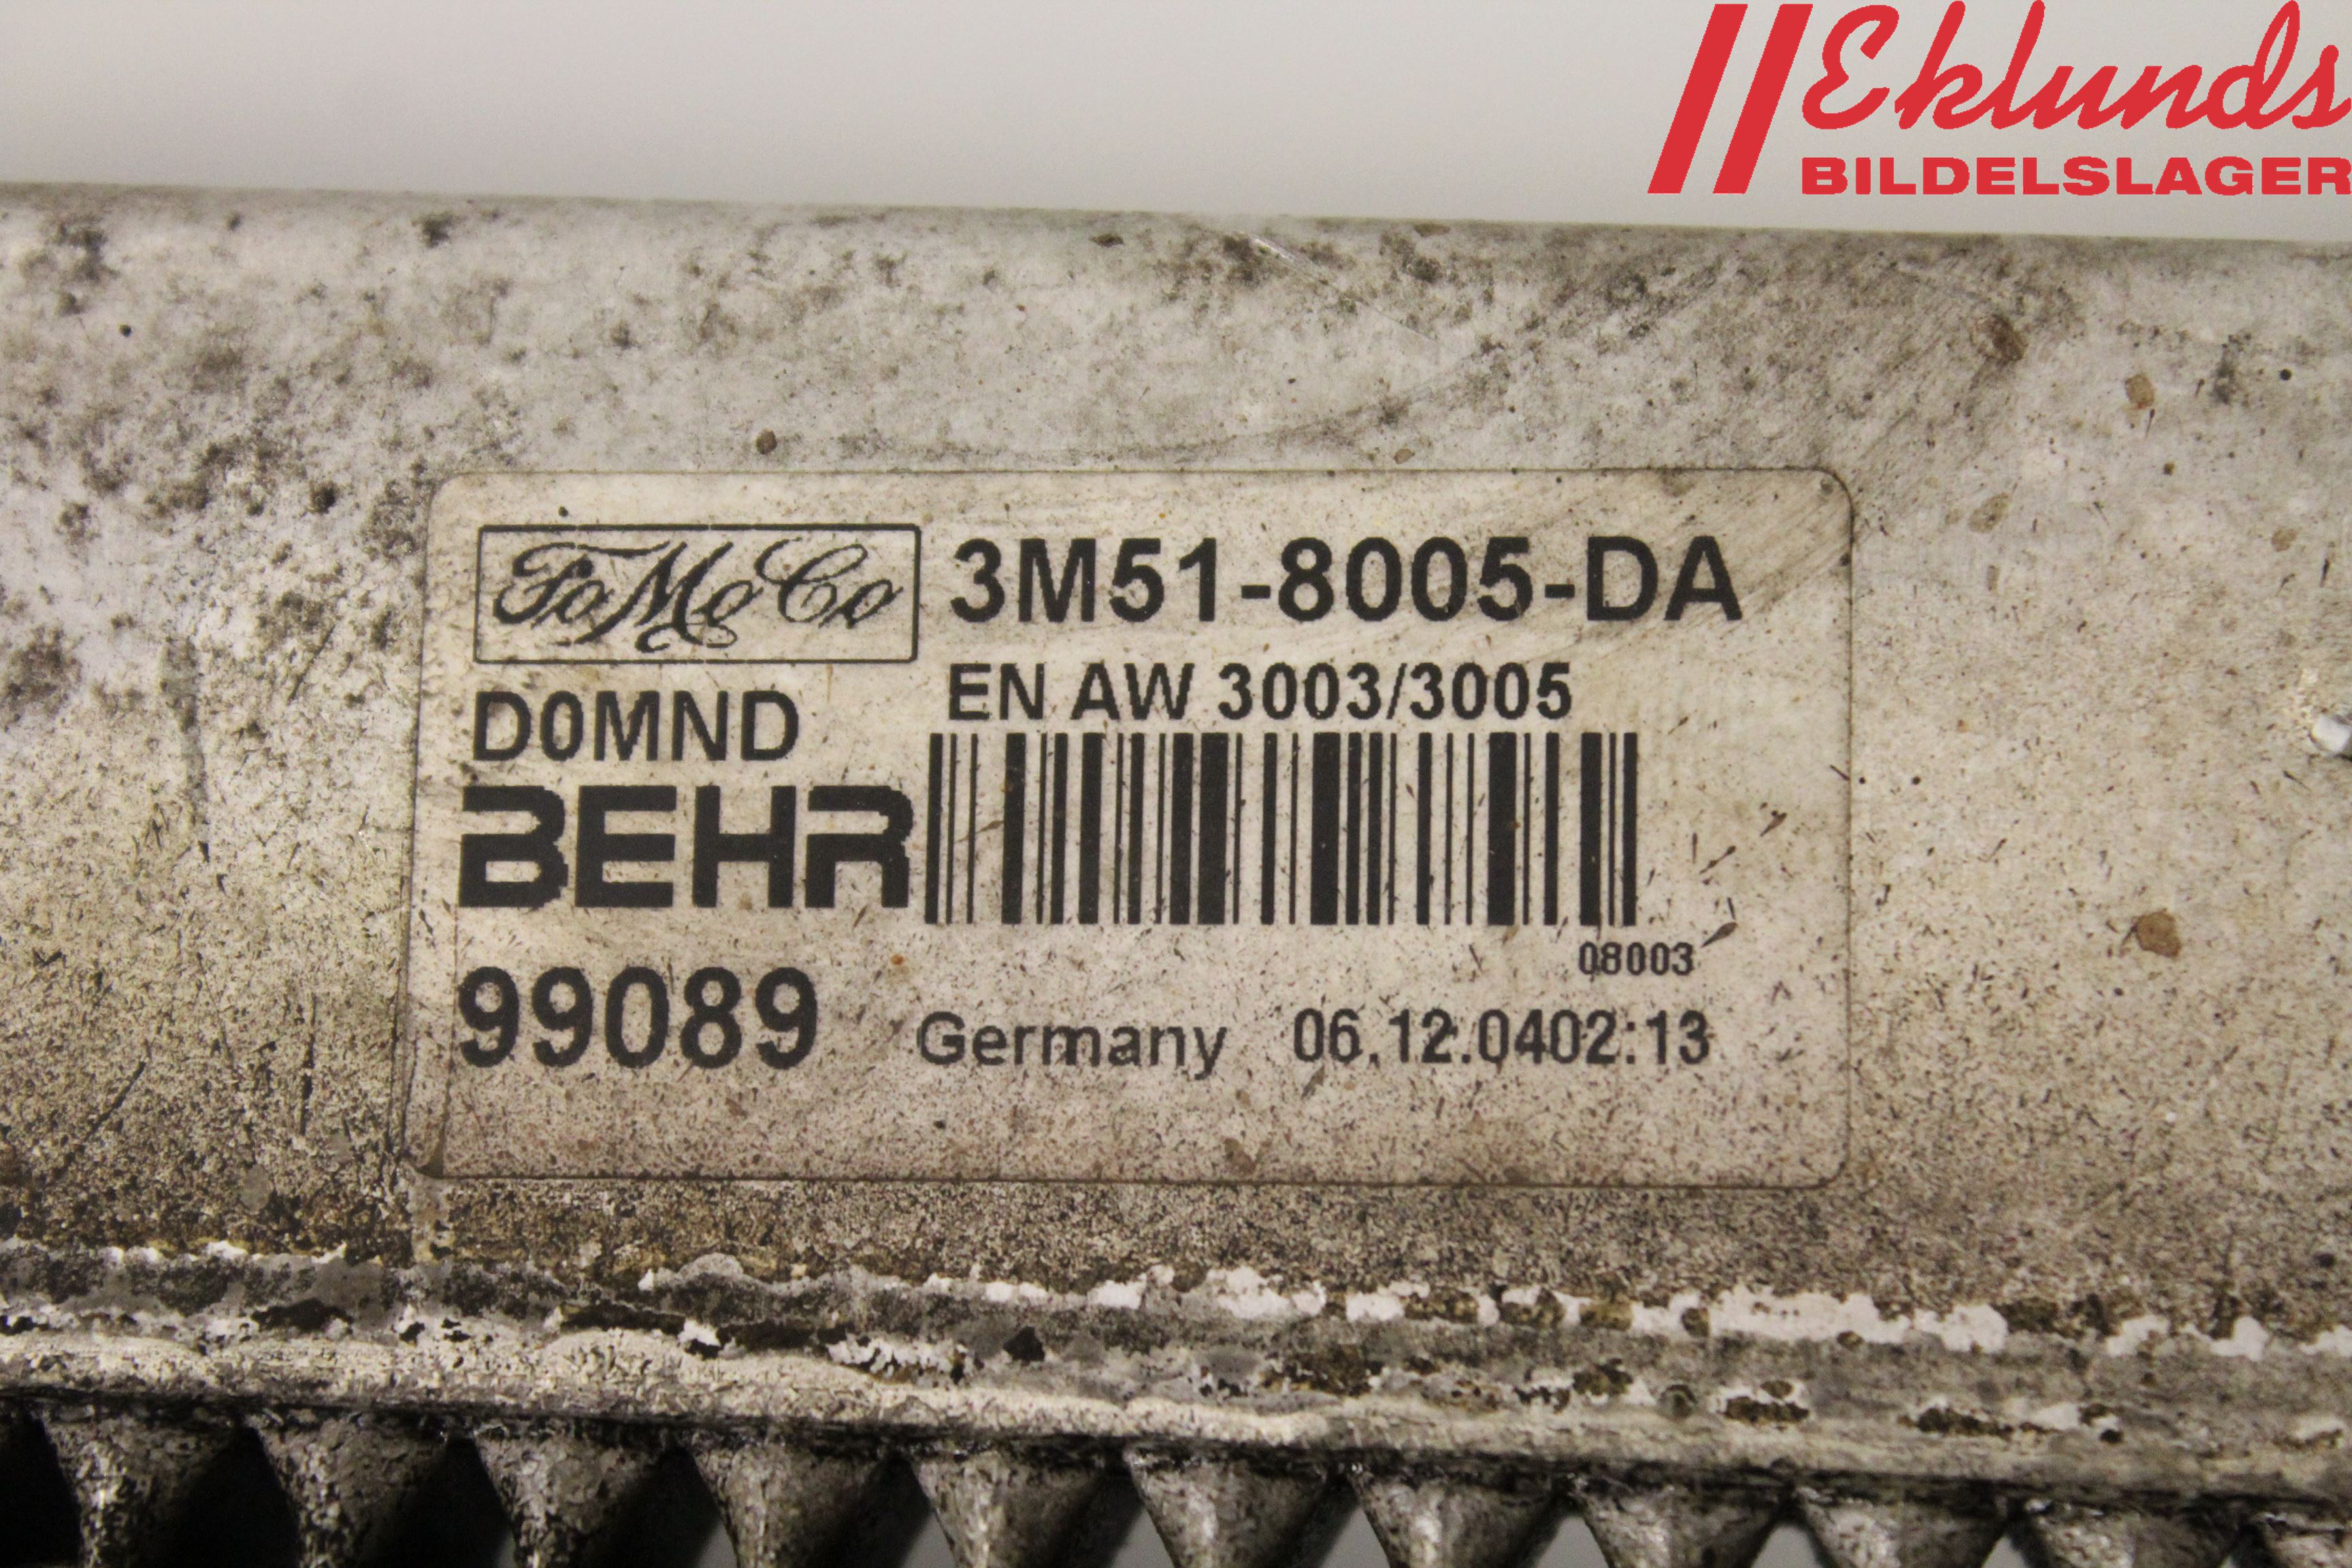 Eklunds
BILDELSLAGER
FoMoCo 3M51-8005-DA
EN AW 3003/3005
D0MND
BEHR
08003
99089 Germany 06.12.0402:13